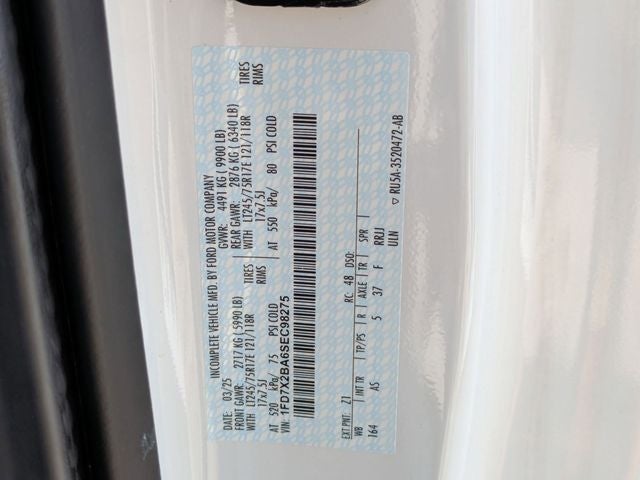 INCOMPLETE VEHICLE MFD. BY FORD MOTOR COMPANY
DATE: 03/25 GVWR: 4491 KG ( 9900 LB)
FRONT GAWR: 2717 KG ( 5990 LB) REAR GAWR: 2876 KG ( 6340 LB)
WITH LT245/75R17E 121/118R TIRES WITH LT245/75R17E 121/118R TIRES
17x7.5J RIMS 17x7.5J RIMS
AT 520 kPa/ 75 PSI COLD AT 550 kPa/ 80 PSI COLD
VIN: 1FD7X2BA6SEC98275
EXT PNT: Z1 RC: 48 DSO:
WB INT TR TP/PS R AXLE TR SPR
164 AS 5 37 F RRJJ
ULN
▽ RU5A-3520472-AB